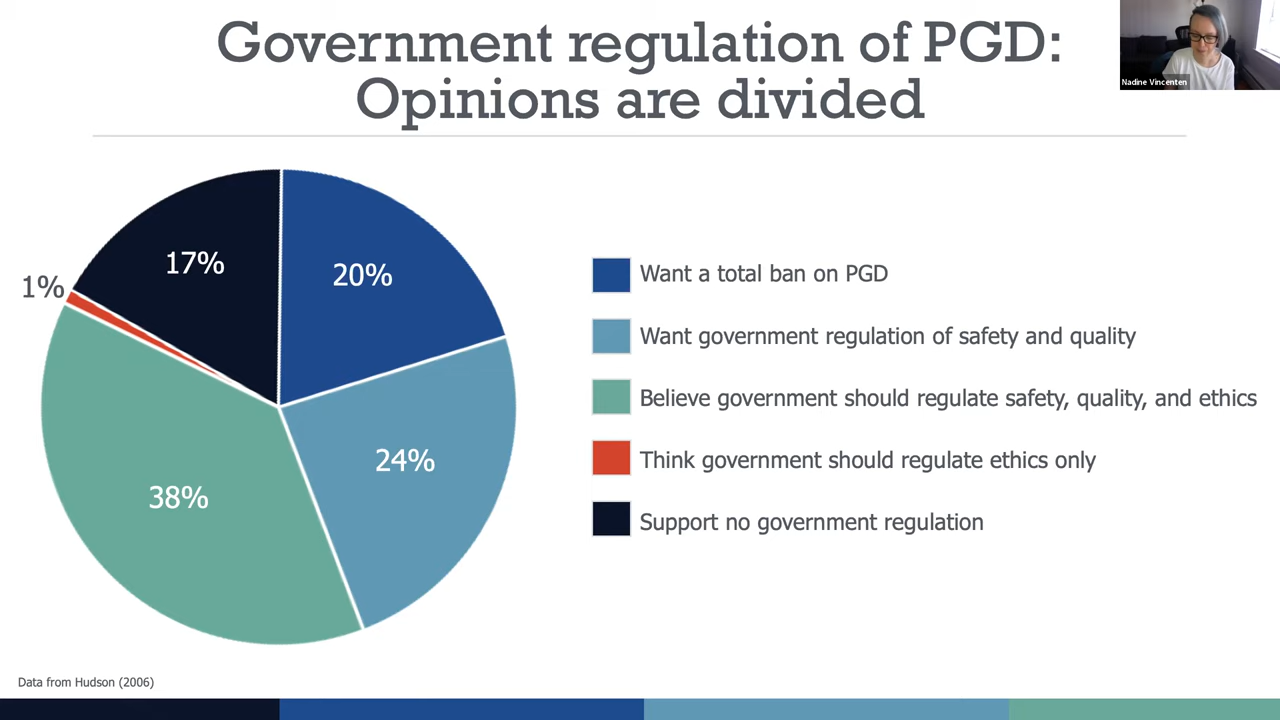 Government regulation of PGD:
Opinions are divided
Nadine Vincenten
17%
20%
1%
24%
38%
Want a total ban on PGD
Want government regulation of safety and quality
Believe government should regulate safety, quality, and ethics
Think government should regulate ethics only
Support no government regulation
Data from Hudson (2006)